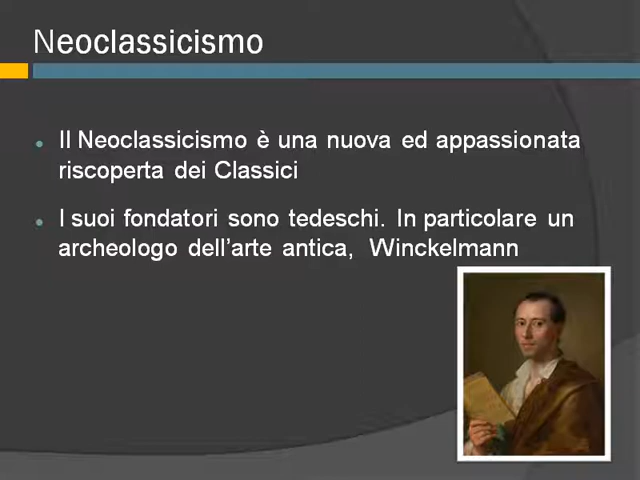 Neoclassicismo
Il Neoclassicismo è una nuova ed appassionata
riscoperta dei Classici
I suoi fondatori sono tedeschi. In particolare un
archeologo dell’arte antica, Winckelmann